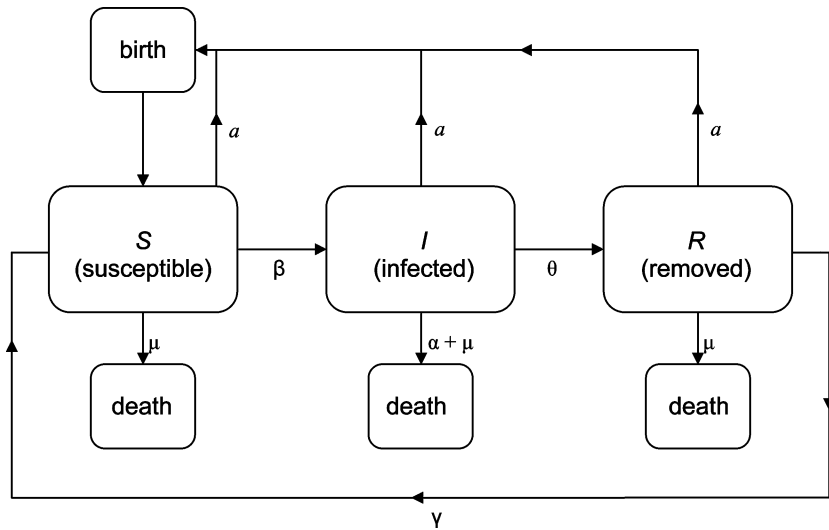 birth
a
a
a
S
(susceptible)
β
I
(infected)
θ
R
(removed)
μ
α + μ
μ
death
death
death
γ